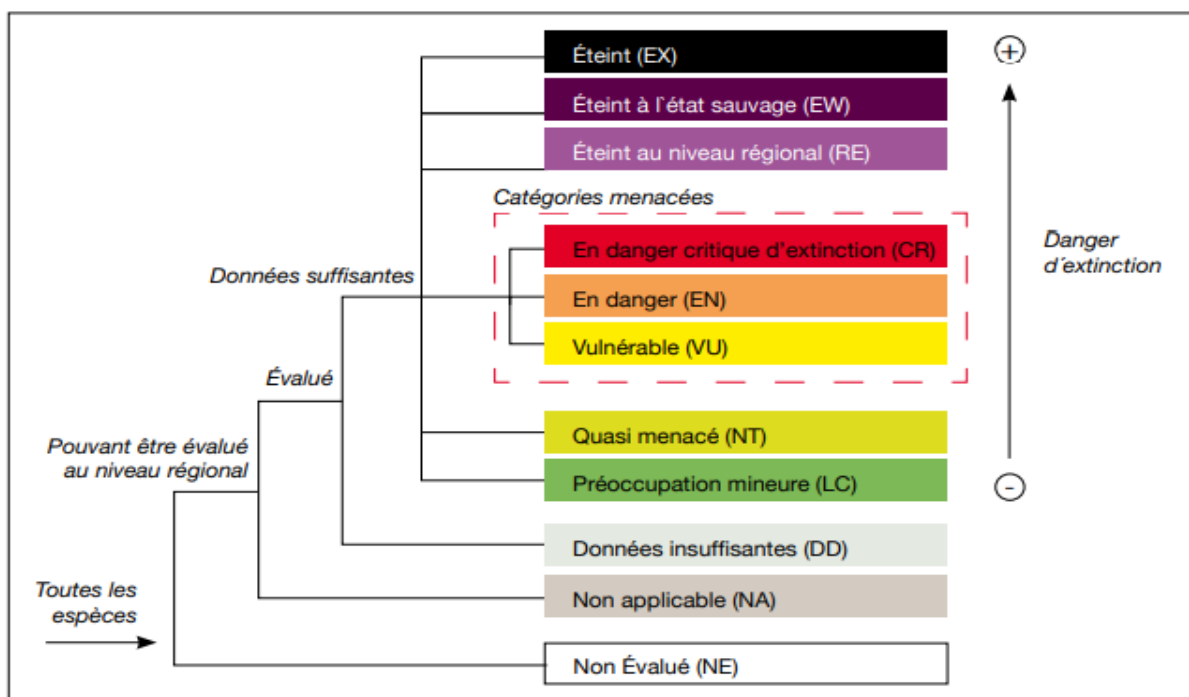 Éteint (EX)
Éteint à l`état sauvage (EW)
Éteint au niveau régional (RE)
Catégories menacées
En danger critique d'extinction (CR)
En danger (EN)
Vulnérable (VU)
Quasi menacé (NT)
Préoccupation mineure (LC)
Données insuffisantes (DD)
Non applicable (NA)
Non Évalué (NE)
Données suffisantes
Évalué
Pouvant être évalué
au niveau régional
Toutes les
espèces
+
Danger
d´extinction
-